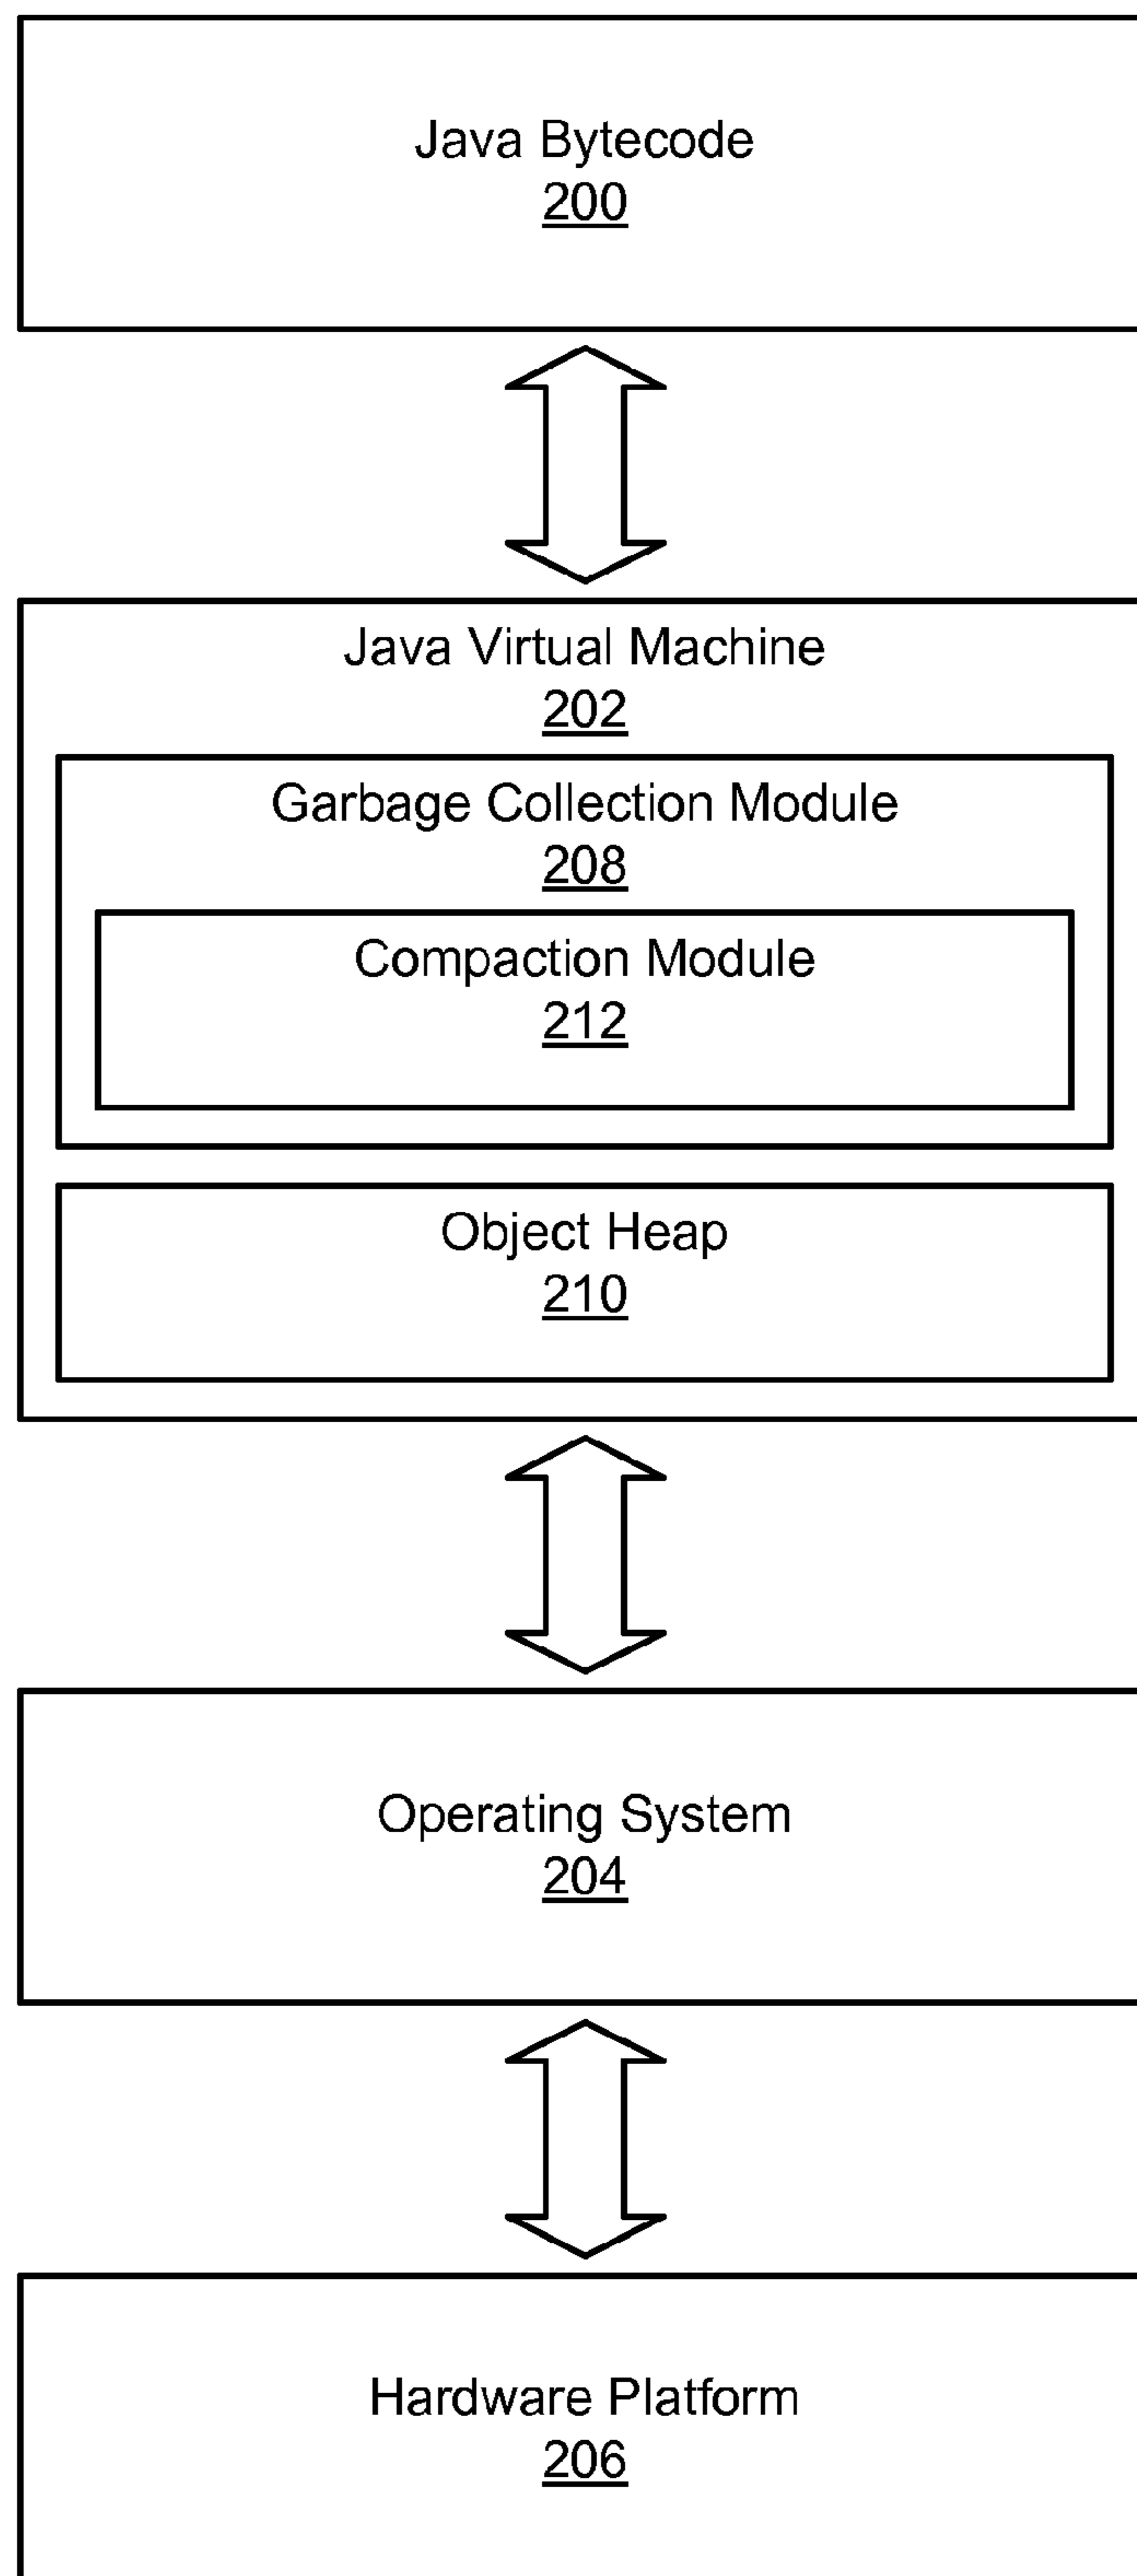 Java Bytecode
200
Java Virtual Machine
202
Garbage Collection Module
208
Compaction Module
212
Object Heap
210
Operating System
204
Hardware Platform
206